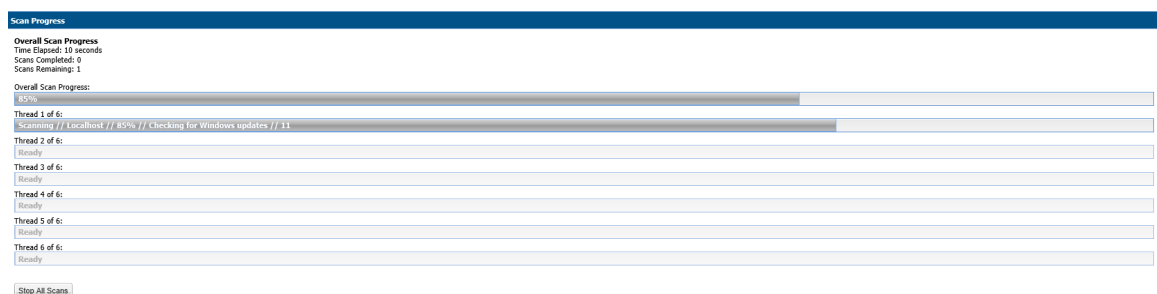 Scan Progress
Overall Scan Progress
Time Elapsed: 10 seconds
Scans Completed: 0
Scans Remaining: 1
Overall Scan Progress:
85%
Thread 1 of 6:
Scanning // Localhost // 85% // Checking for Windows updates // 11
Thread 2 of 6:
Ready
Thread 3 of 6:
Ready
Thread 4 of 6:
Ready
Thread 5 of 6:
Ready
Thread 6 of 6:
Ready
Stop All Scans